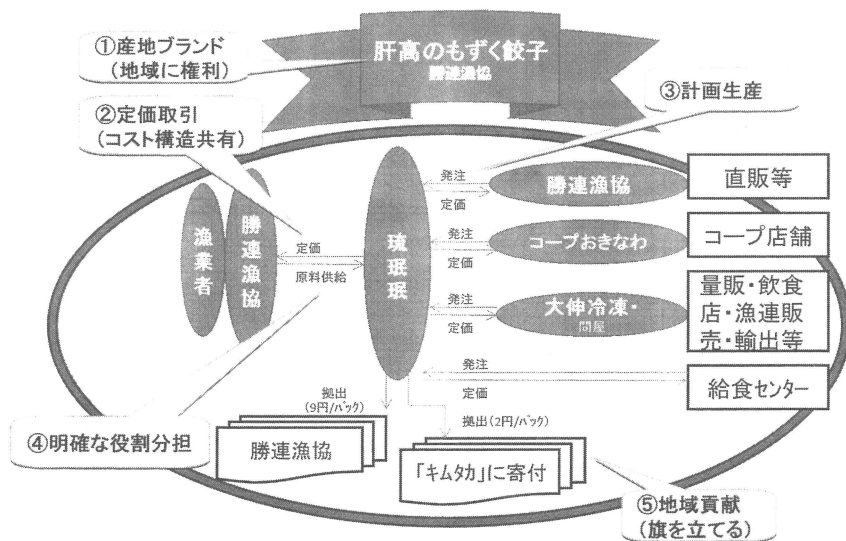 肝高のもずく餃子
勝連漁協
①産地ブランド
(地域に権利)
②定価取引
(コスト構造共有)
③計画生産
漁業者
勝連漁協
定価
原料供給
琉珉珉
発注
定価
勝連漁協
直販等
発注
定価
コープおきなわ
コープ店舗
発注
定価
大伸冷凍・
問屋
量販・飲食
店・漁連販
売・輸出等
発注
定価
給食センター
拠出
(9円/パック)
勝連漁協
拠出(2円/パック)
「キムタカ」に寄付
④明確な役割分担
⑤地域貢献
(旗を立てる)